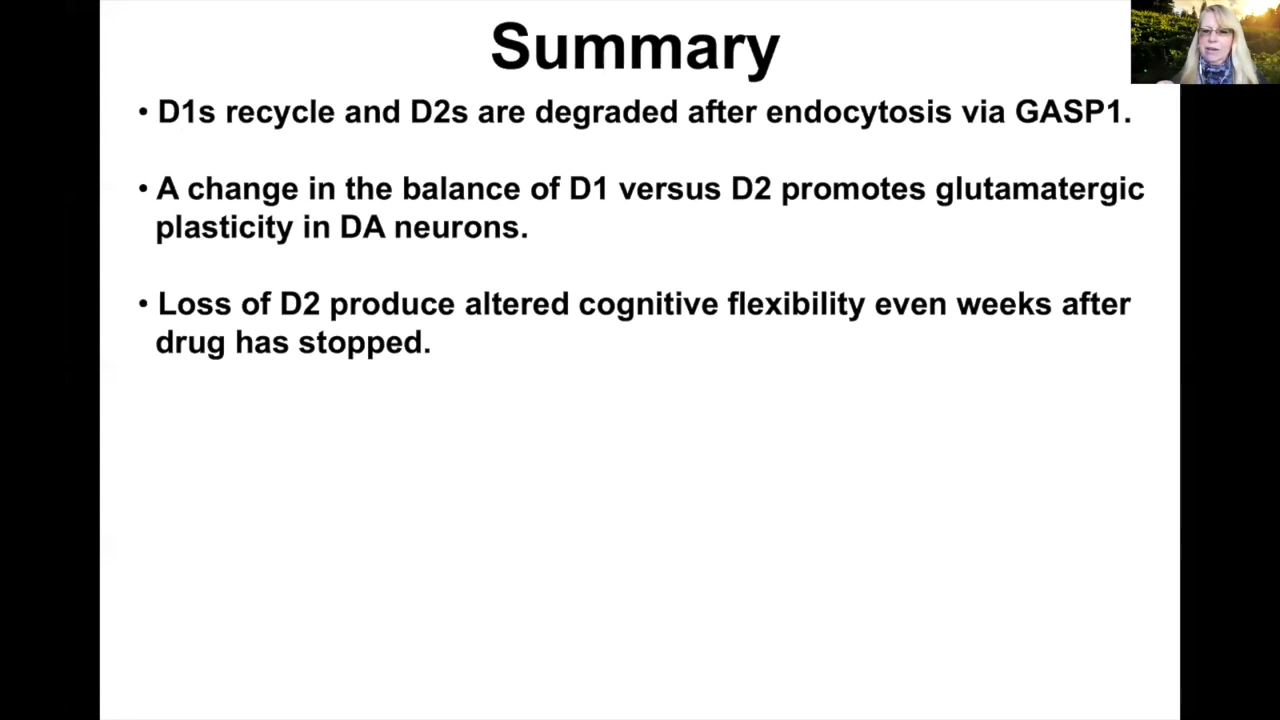 Summary
• D1s recycle and D2s are degraded after endocytosis via GASP1.
• A change in the balance of D1 versus D2 promotes glutamatergic
plasticity in DA neurons.
• Loss of D2 produce altered cognitive flexibility even weeks after
drug has stopped.